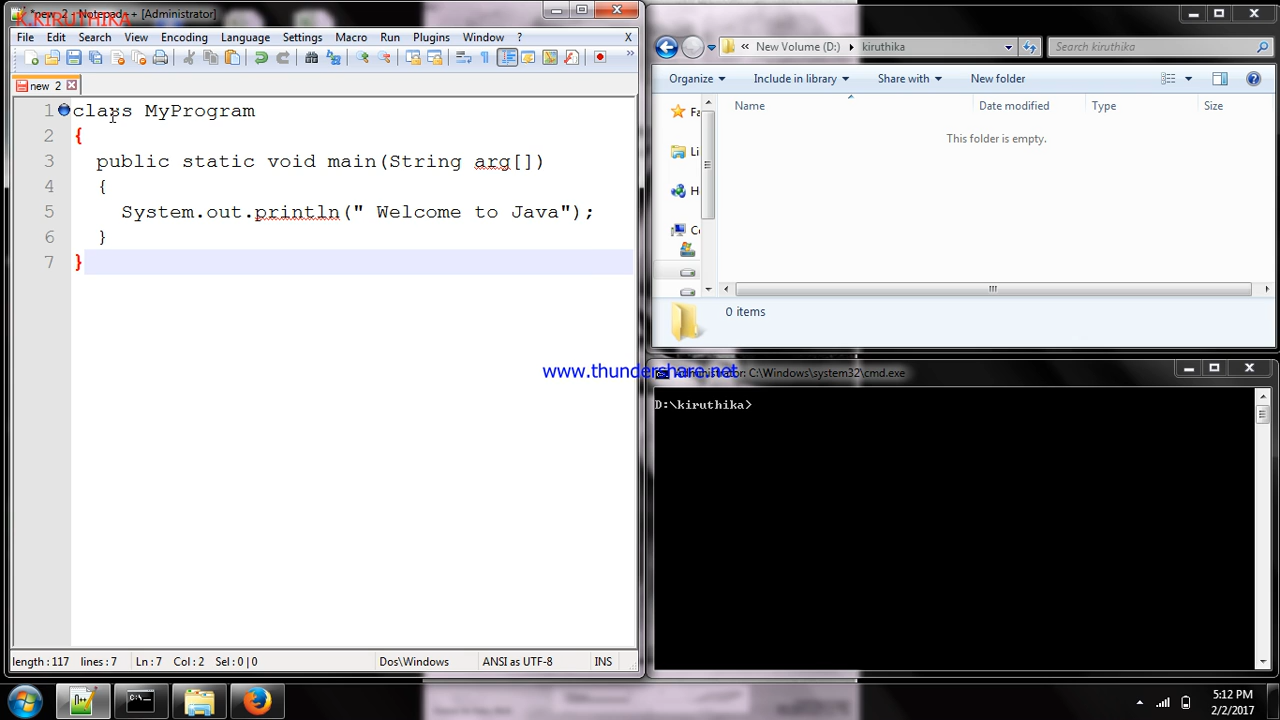 K.KIRUTHIKA
*new 2 - Notepad++ [Administrator]
File Edit Search View Encoding Language Settings Macro Run Plugins Window ? X
new 2
1 class MyProgram
2 {
3 public static void main(String arg[])
4 {
5 System.out.println(" Welcome to Java");
6 }
7 }
length : 117 lines : 7 Ln : 7 Col : 2 Sel : 0 | 0 Dos\Windows ANSI as UTF-8 INS
« New Volume (D:) kiruthika Search kiruthika
Organize Include in library Share with New folder
Name Date modified Type Size
This folder is empty.
Fa
Li
H
Co
0 items
www.thundershare.net
Administrator: C:\Windows\system32\cmd.exe
D:\kiruthika>
5:12 PM
2/2/2017